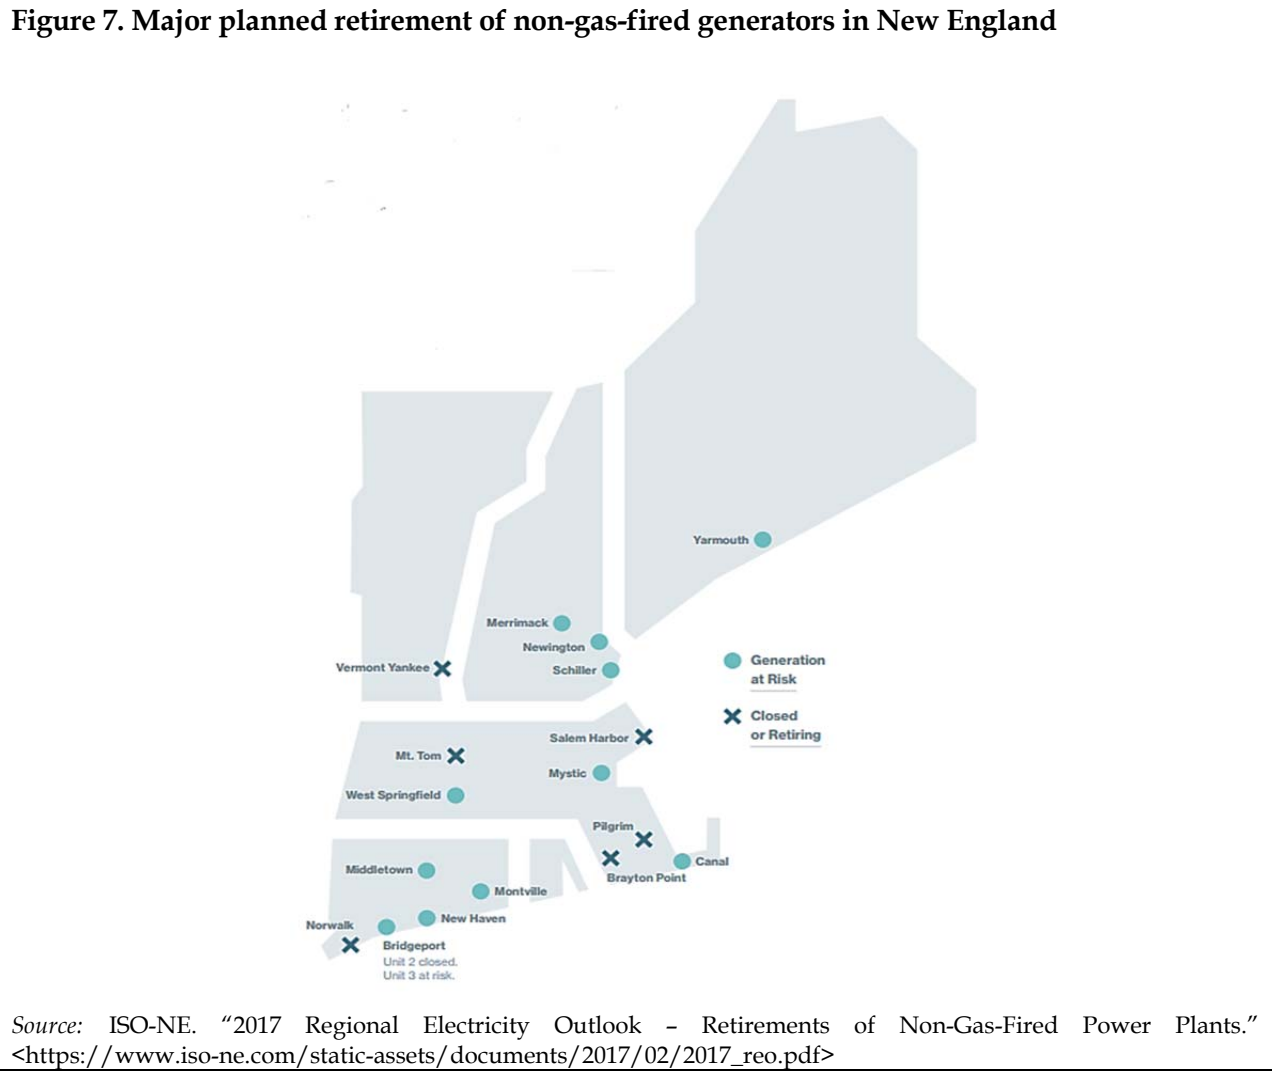 Figure 7. Major planned retirement of non-gas-fired generators in New England
Yarmouth
Merrimack
Newington
Vermont Yankee
Schiller
Generation
at Risk
Closed
or Retiring
Salem Harbor
Mt. Tom
Mystic
West Springfield
Pilgrim
Canal
Brayton Point
Middletown
Montville
New Haven
Norwalk
Bridgeport
Unit 2 closed.
Unit 3 at risk.
Source: ISO-NE. “2017 Regional Electricity Outlook – Retirements of Non-Gas-Fired Power Plants.”
<https://www.iso-ne.com/static-assets/documents/2017/02/2017_reo.pdf>